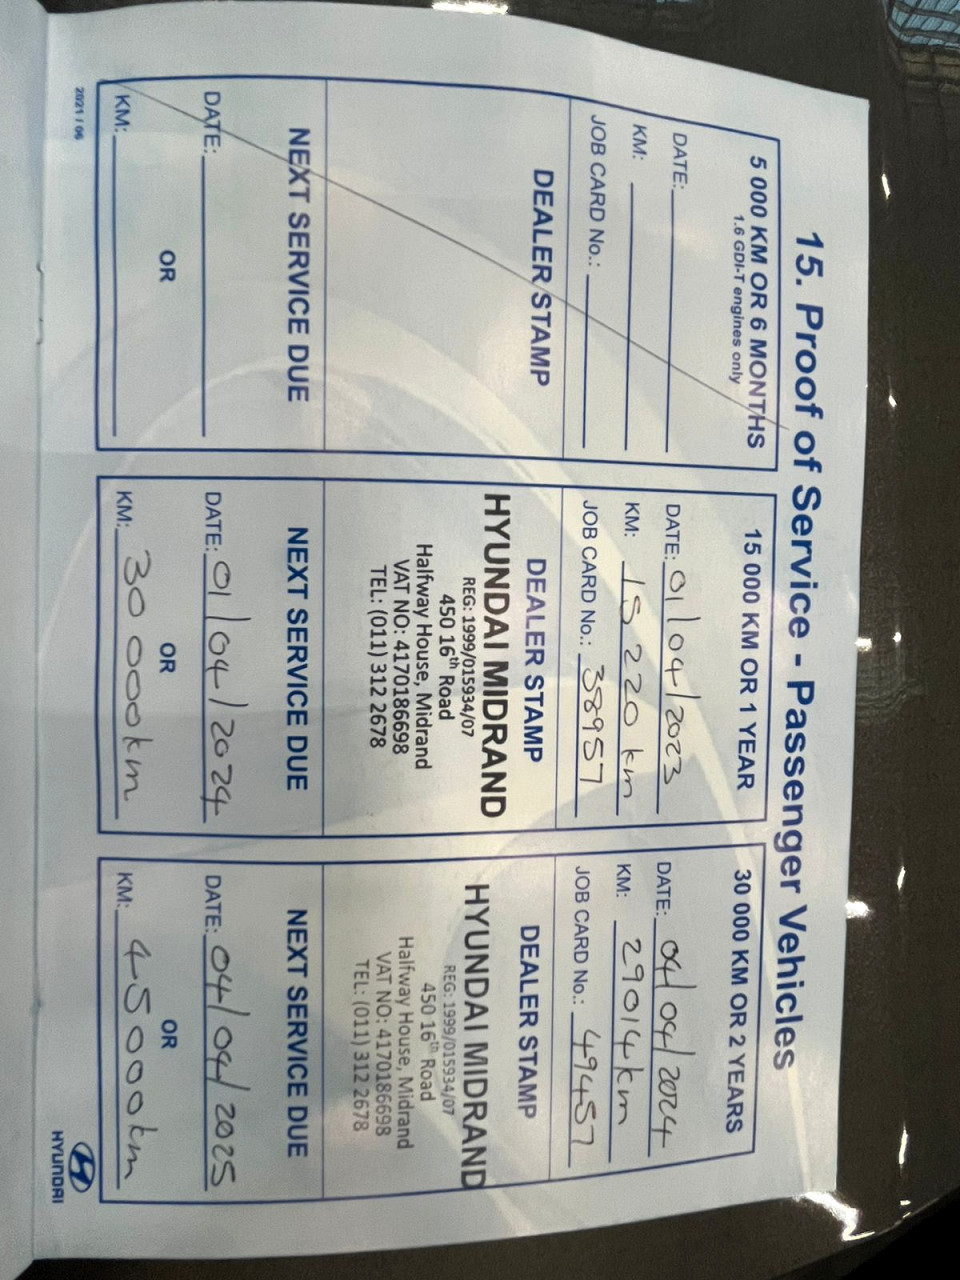 15. Proof of Service - Passenger Vehicles
5 000 KM OR 6 MONTHS
1.6 GDI-T engines only
DATE:
KM:
JOB CARD No.:
DEALER STAMP
NEXT SERVICE DUE
DATE:
OR
KM:
15 000 KM OR 1 YEAR
DATE: 01/04/2023
KM: 15 220 km
JOB CARD No.: 38957
DEALER STAMP
HYUNDAI MIDRAND
REG: 1999/015934/07
450 16th Road
Halfway House, Midrand
VAT NO: 4170186698
TEL: (011) 312 2678
NEXT SERVICE DUE
DATE: 01/04/2024
OR
KM: 30 000km
30 000 KM OR 2 YEARS
DATE: 04/04/2024
KM: 29014km
JOB CARD No.: 49457
DEALER STAMP
HYUNDAI MIDRAND
REG: 1999/015934/07
450 16th Road
Halfway House, Midrand
VAT NO: 4170186698
TEL: (011) 312 2678
NEXT SERVICE DUE
DATE: 04/04/2025
OR
KM: 45000km
2021 / 06
HYUNDAI